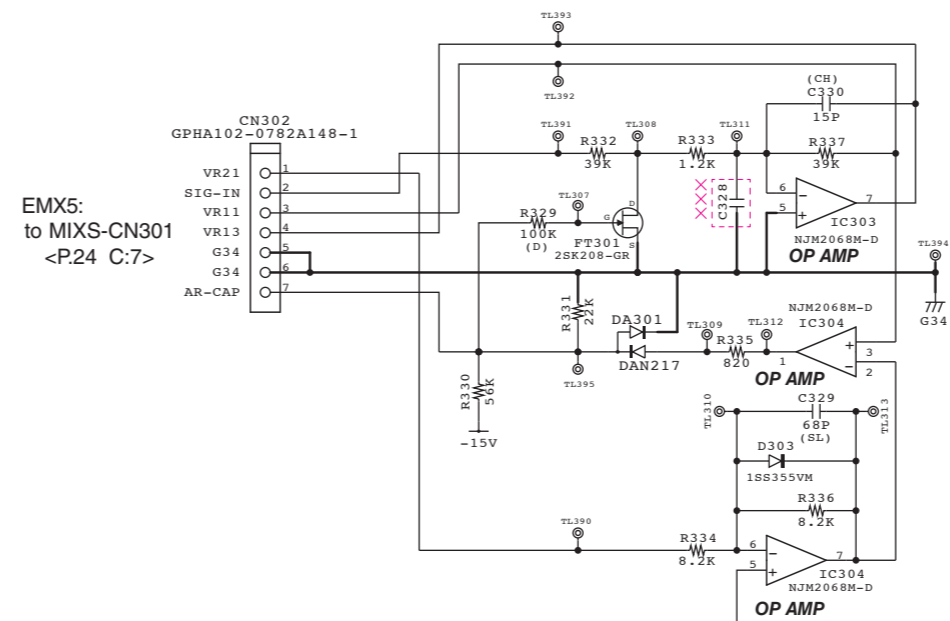 TL393
TL392
CN302
GPHA102-0782A148-1
EMX5:
to MIXS-CN301
<P.24 C:7>
VR21 1
SIG-IN 2
VR11 3
VR13 4
G34 5
G34 6
AR-CAP 7
TL391
R332
39K
TL308
R333
1.2K
TL311
(CH)
C330
15P
R337
39K
XXX
C328
6
5
7
IC303
NJM2068M-D
OP AMP
TL307
R329
100K
(D)
G
D
S
FT301
2SK208-GR
TL394
G34
R331
22K
DA301
DAN217
TL309
R335
820
TL312
NJM2068M-D
IC304
1
3
2
OP AMP
TL395
R330
56K
-15V
TL310
C329
68P
(SL)
TL313
D303
1SS355VM
R336
8.2K
TL390
R334
8.2K
6
5
7
IC304
NJM2068M-D
OP AMP